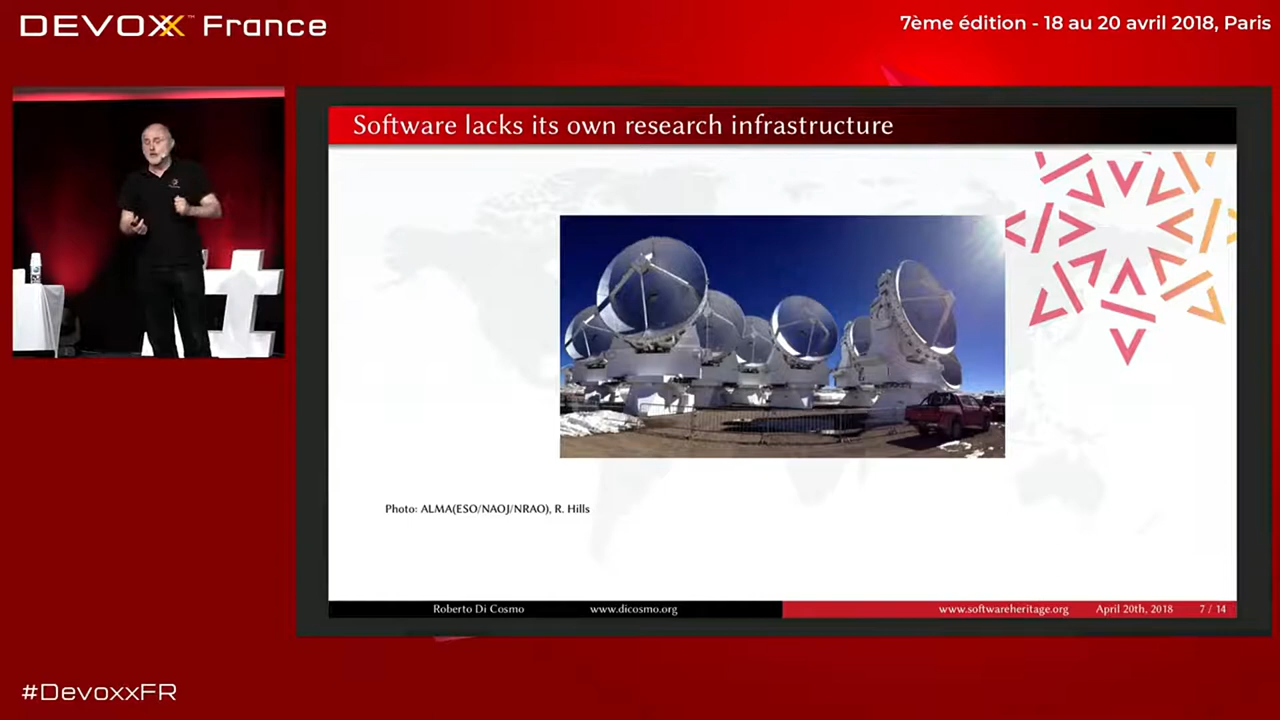 DEVOXX™ France
7ème édition - 18 au 20 avril 2018, Paris
Software lacks its own research infrastructure
Photo: ALMA(ESO/NAOJ/NRAO), R. Hills
Roberto Di Cosmo www.dicosmo.org www.softwareheritage.org April 20th, 2018 7 / 14
#DevoxxFR